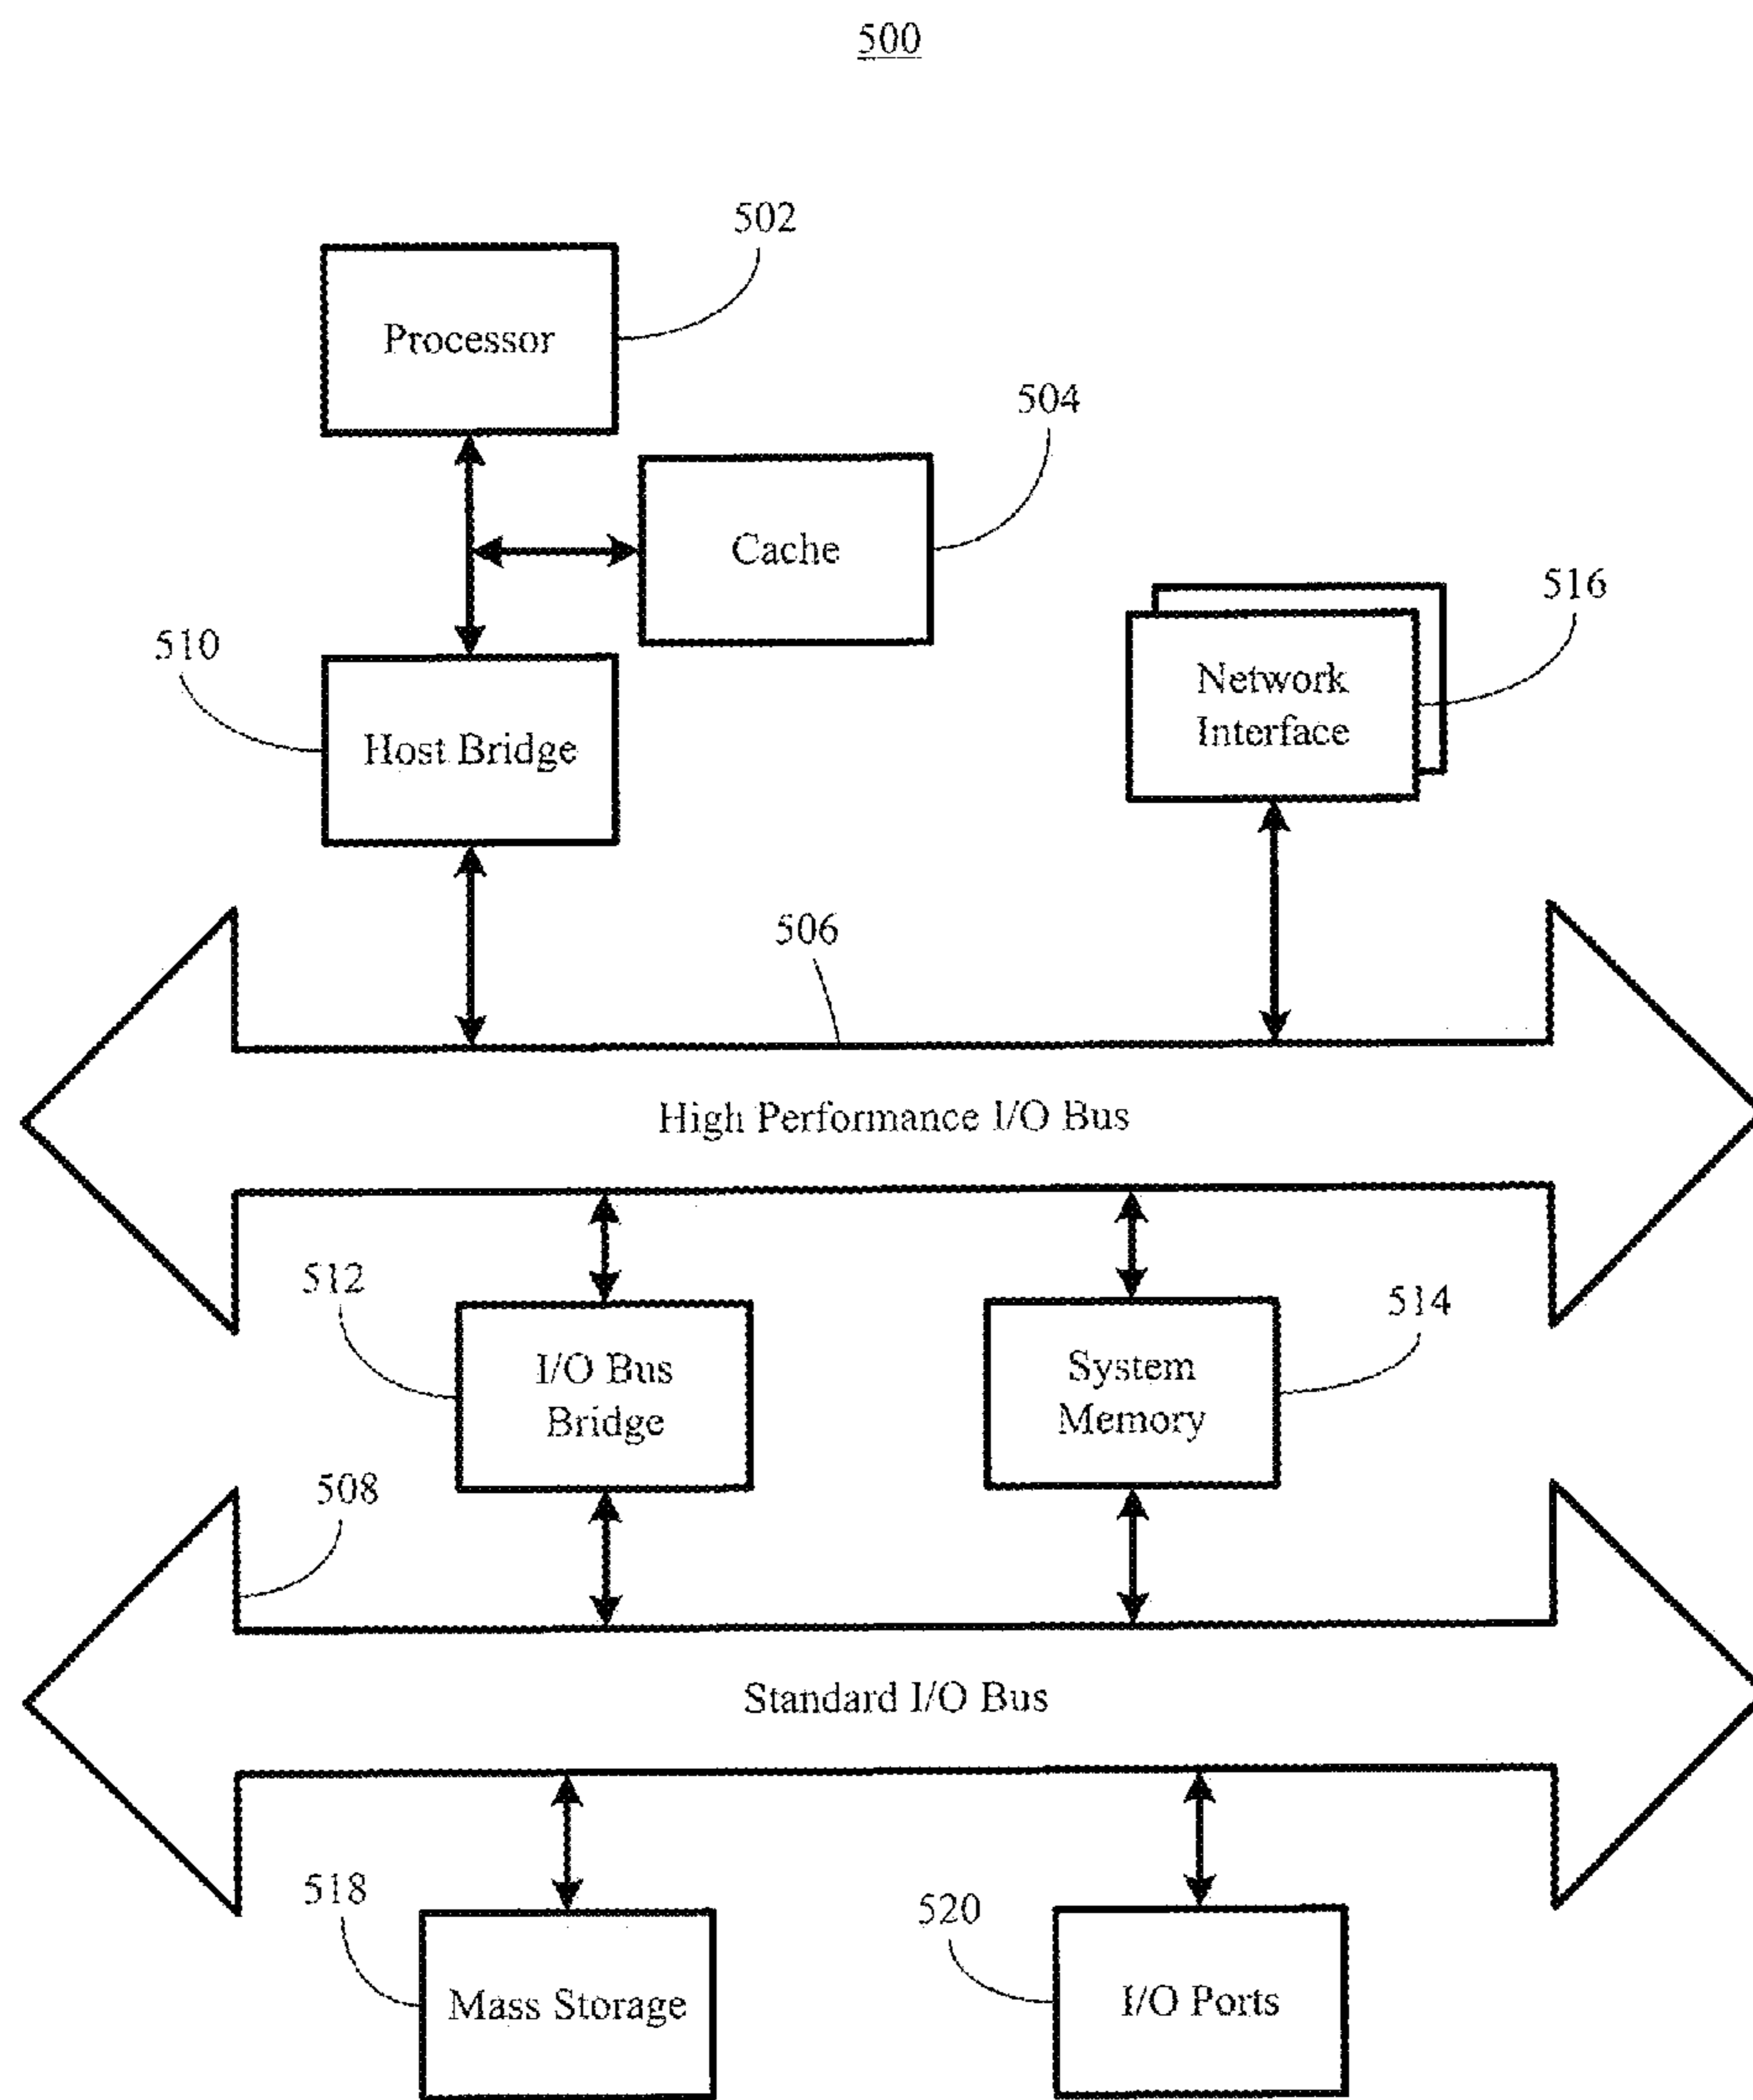 500
502
Processor
504
Cache
516
510
Network
Interface
Host Bridge
506
High Performance I/O Bus
512
514
I/O Bus
Bridge
System
Memory
508
Standard I/O Bus
518
520
Mass Storage
I/O Ports